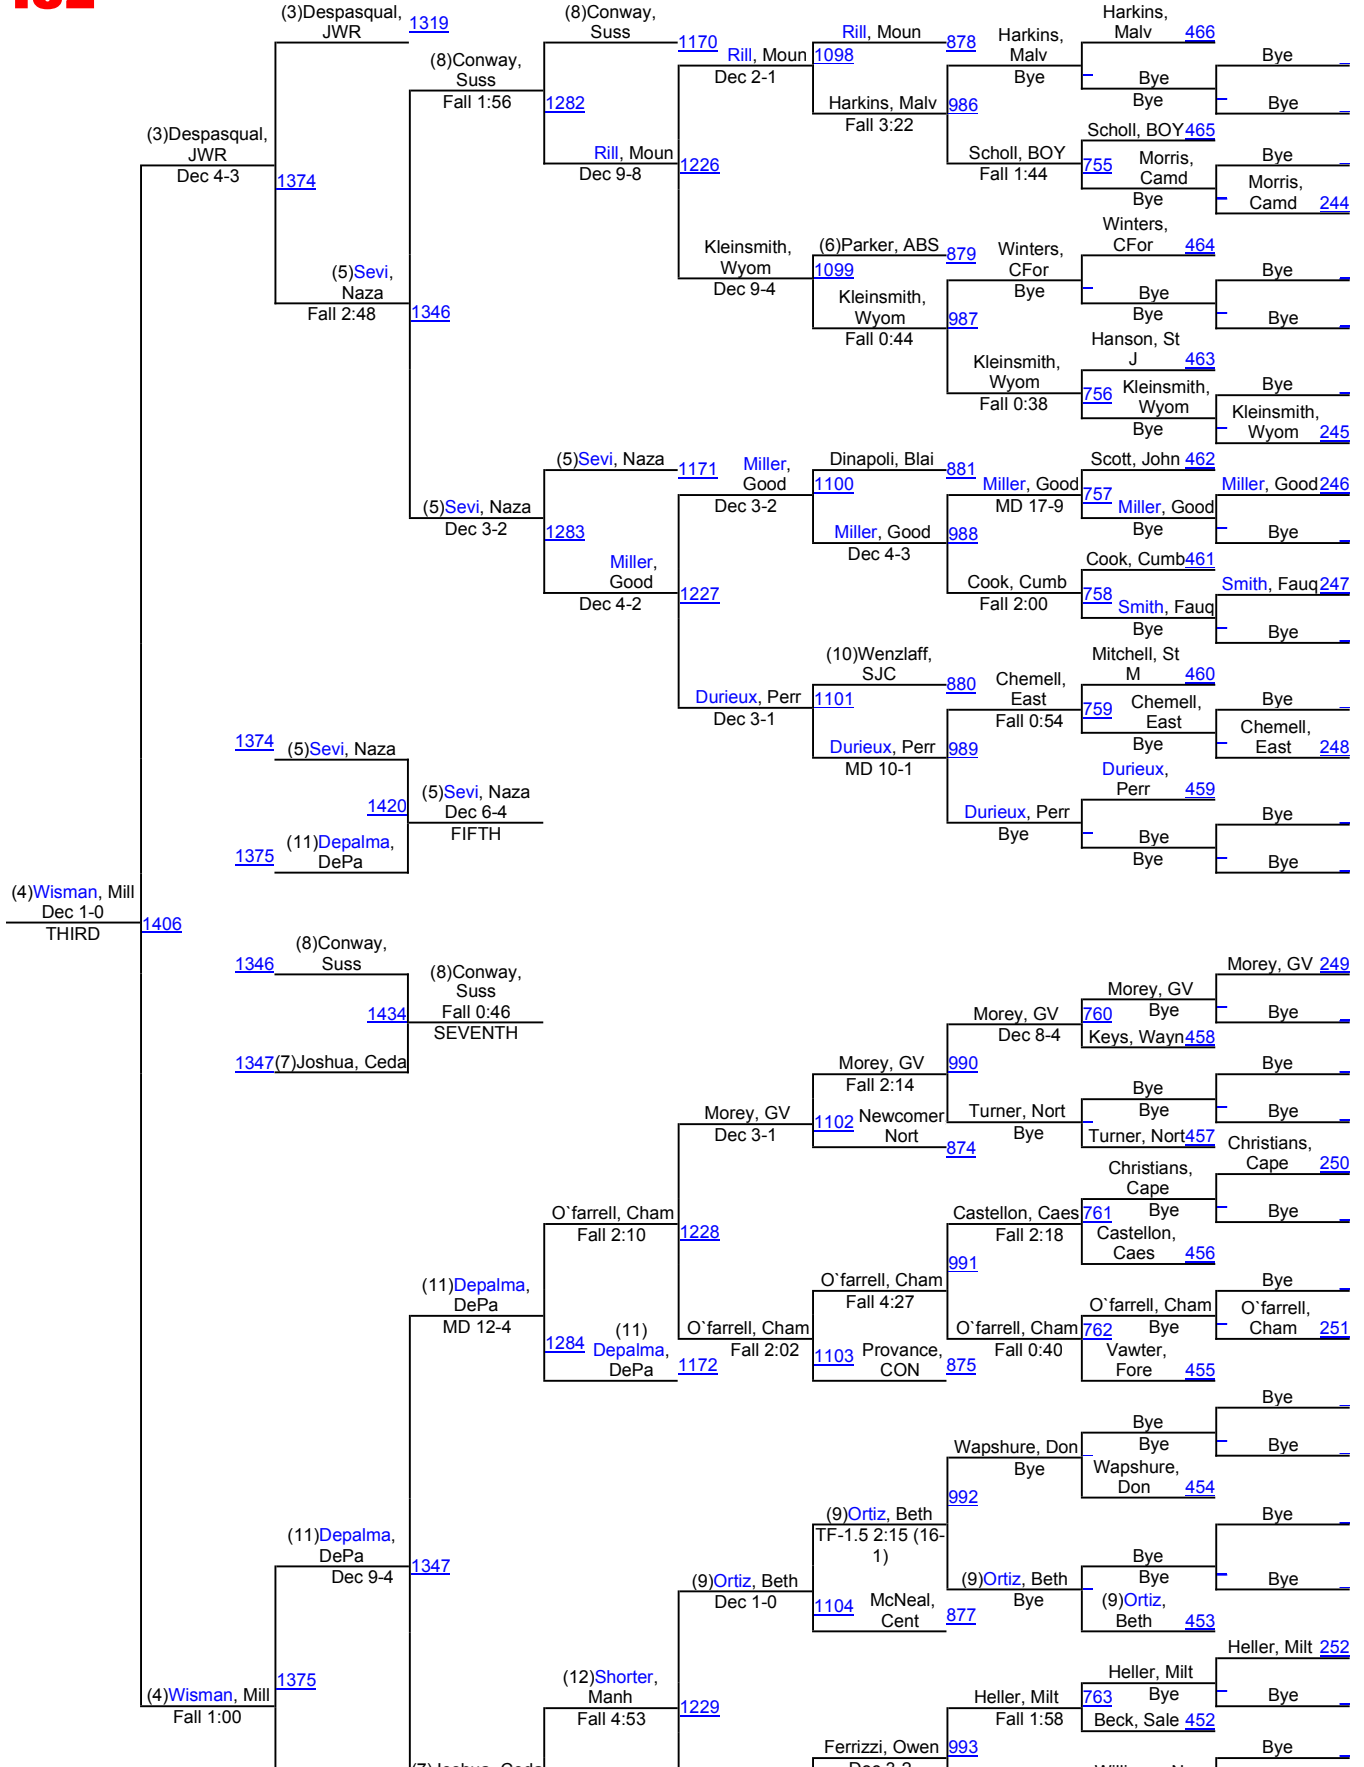 (3)Despasqual,
JWR
1319
(8)Conway,
Suss
1170
Rill, Moun
878
Harkins,
Malv
Bye
Harkins,
Malv 466
Bye
Bye
Bye
Bye
(8)Conway,
Suss
Fall 1:56
1282
Rill, Moun
Dec 2-1
1098
Harkins, Malv
Fall 3:22
986
Scholl, BOY 465
(3)Despasqual,
JWR
Dec 4-3
1374
Rill, Moun
Dec 9-8
1226
Scholl, BOY
Fall 1:44
755
Morris,
Camd
Bye
Bye
Morris,
Camd 244
Kleinsmith,
Wyom
Dec 9-4
(6)Parker, ABS
879
1099
Winters,
CFor
Bye
Winters,
CFor 464
Bye
Bye
Bye
Bye
(5)Sevi,
Naza
Fall 2:48
1346
Kleinsmith,
Wyom
Fall 0:44
987
Hanson, St
J 463
Kleinsmith,
Wyom
Fall 0:38
756
Kleinsmith,
Wyom
Bye
Bye
Kleinsmith,
Wyom 245
(5)Sevi, Naza
1171
Miller,
Good
Dec 3-2
Dinapoli, Blai
881
1100
Scott, John 462
Miller, Good
MD 17-9
757
Miller, Good
Bye
Miller, Good 246
Bye
(5)Sevi, Naza
Dec 3-2
1283
Miller, Good
Dec 4-3
988
Miller,
Good
Dec 4-2
1227
Cook, Cumb 461
Cook, Cumb
Fall 2:00
758
Smith, Fauq
Bye
Smith, Fauq 247
Bye
Durieux, Perr
Dec 3-1
(10)Wenzlaff,
SJC
880
1101
Chemell,
East
Fall 0:54
Mitchell, St
M 460
759
Chemell,
East
Bye
Bye
Chemell,
East 248
Durieux, Perr
MD 10-1
989
Durieux,
Perr 459
Durieux, Perr
Bye
Bye
Bye
Bye
Bye
1374
(5)Sevi, Naza
1420
(5)Sevi, Naza
Dec 6-4
FIFTH
1375
(11)Depalma,
DePa
(4)Wisman, Mill
Dec 1-0
THIRD
1406
1346
(8)Conway,
Suss
1434
(8)Conway,
Suss
Fall 0:46
SEVENTH
1347
(7)Joshua, Ceda
Morey, GV 249
Morey, GV
Bye
Bye
Morey, GV
Dec 8-4
760
Keys, Wayn 458
Morey, GV
Fall 2:14
990
Bye
Bye
Bye
Bye
Morey, GV
Dec 3-1
1102
Newcomer
Nort
874
Turner, Nort
Bye
Turner, Nort 457
Christians,
Cape 250
Christians,
Cape
Bye
Bye
O`farrell, Cham
Fall 2:10
1228
Castellon, Caes
Fall 2:18
761
Castellon,
Caes 456
O`farrell, Cham
Fall 4:27
991
(11)Depalma,
DePa
MD 12-4
1284
(11)
Depalma,
DePa
1172
O`farrell, Cham
Fall 2:02
1103
Provance,
CON
875
O`farrell, Cham
Fall 0:40
762
O`farrell, Cham
Bye
Vawter,
Fore 455
Bye
O`farrell,
Cham 251
Bye
Bye
Bye
Bye
Wapshure, Don
Bye
Wapshure,
Don 454
992
(9)Ortiz, Beth
TF-1.5 2:15 (16-
1)
(11)Depalma,
DePa
Dec 9-4
1347
(9)Ortiz, Beth
Dec 1-0
1104
McNeal,
Cent
877
(9)Ortiz, Beth
Bye
Bye
Bye
(9)Ortiz,
Beth 453
Bye
Bye
(4)Wisman, Mill
Fall 1:00
1375
(12)Shorter,
Manh
Fall 4:53
1229
Heller, Milt 252
Heller, Milt
Bye
Bye
Heller, Milt
Fall 1:58
763
Beck, Sale 452
Ferrizzi, Owen
993
Bye